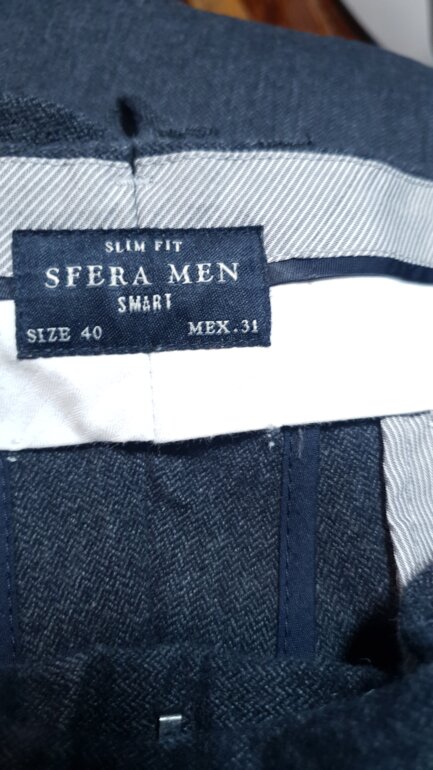 SLIM FIT
SFERA MEN
SMART
SIZE 40 MEX.31